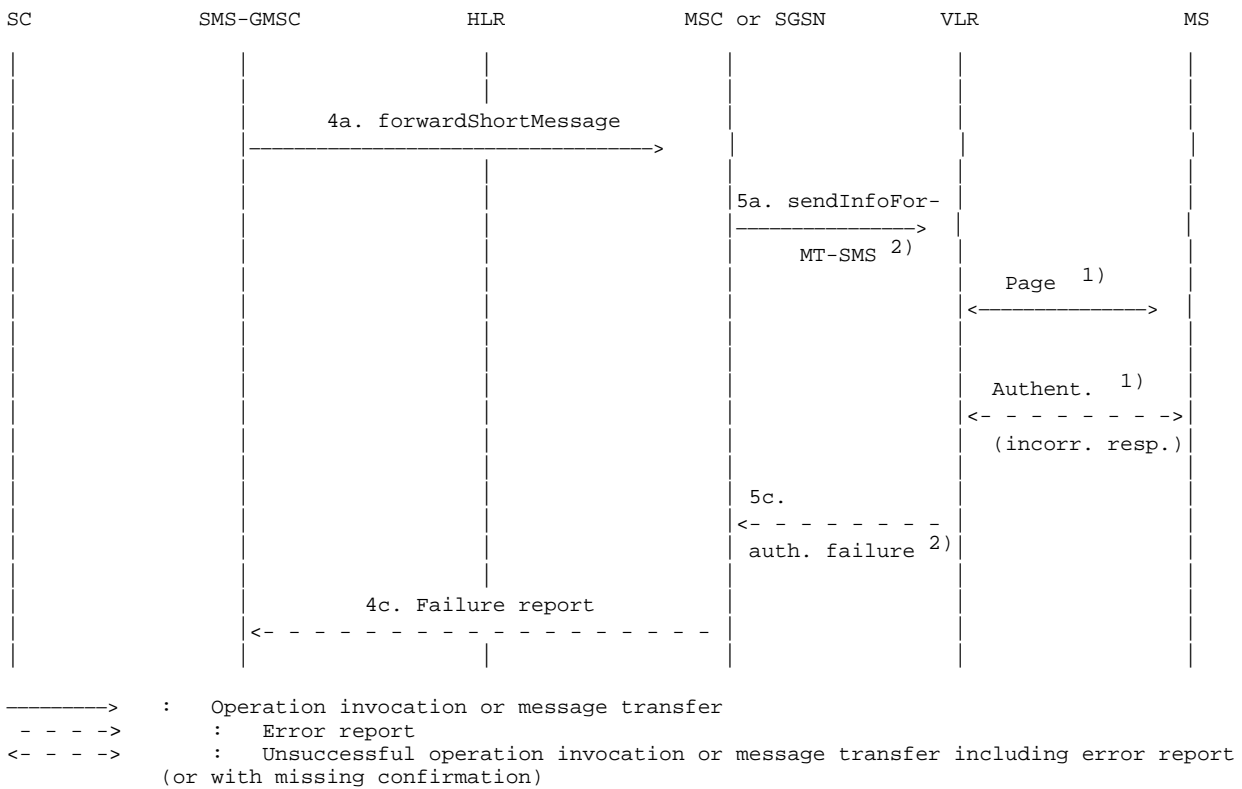 SC SMS-GMSC HLR MSC or SGSN VLR MS
4a. forwardShortMessage
5a. sendInfoFor-
MT-SMS 2)
Page 1)
Authent. 1)
(incorr. resp.)
5c.
auth. failure 2)
4c. Failure report
: Operation invocation or message transfer
: Error report
: Unsuccessful operation invocation or message transfer including error report
(or with missing confirmation)